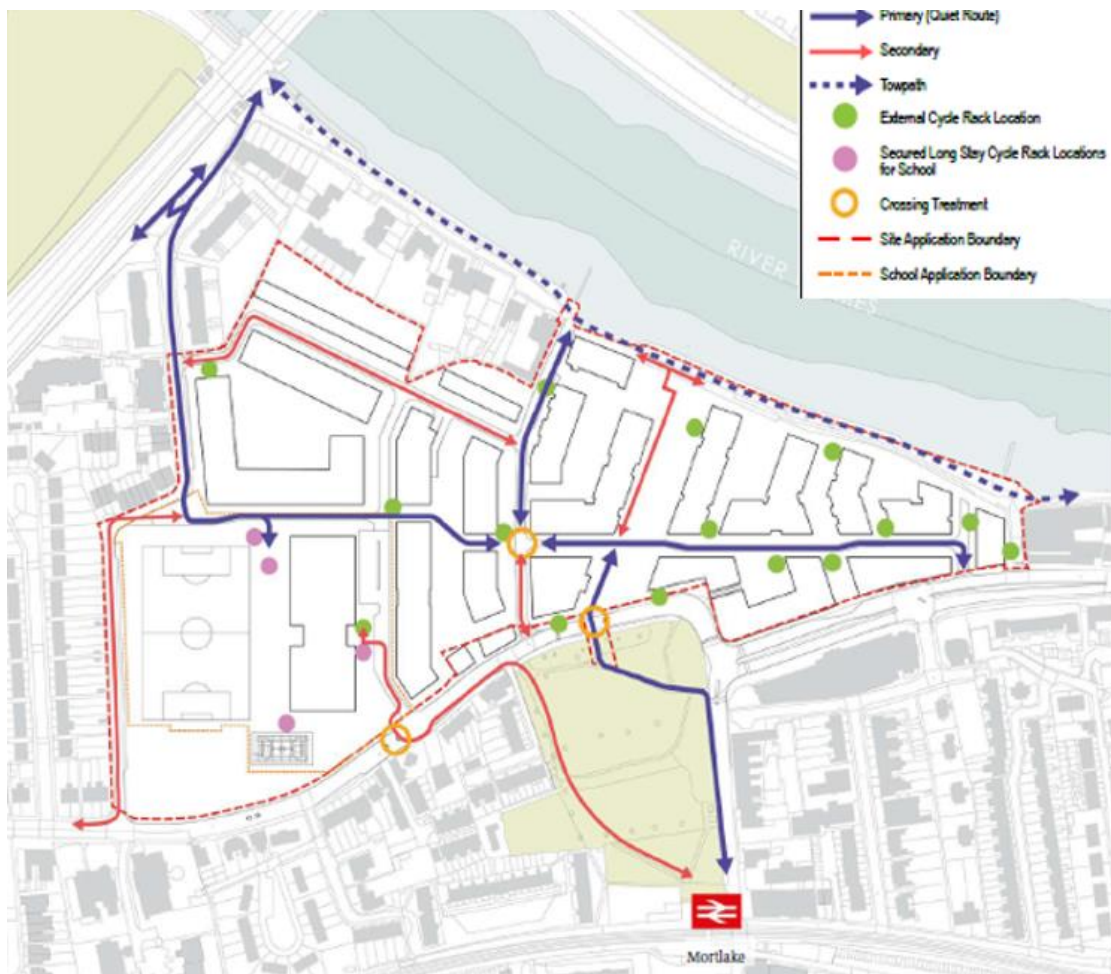 Primary (Quiet Route)
Secondary
Towpath
External Cycle Rack Location
Secured Long Stay Cycle Rack Locations
for School
Crossing Treatment
Site Application Boundary
School Application Boundary
RIVER
Mortlake